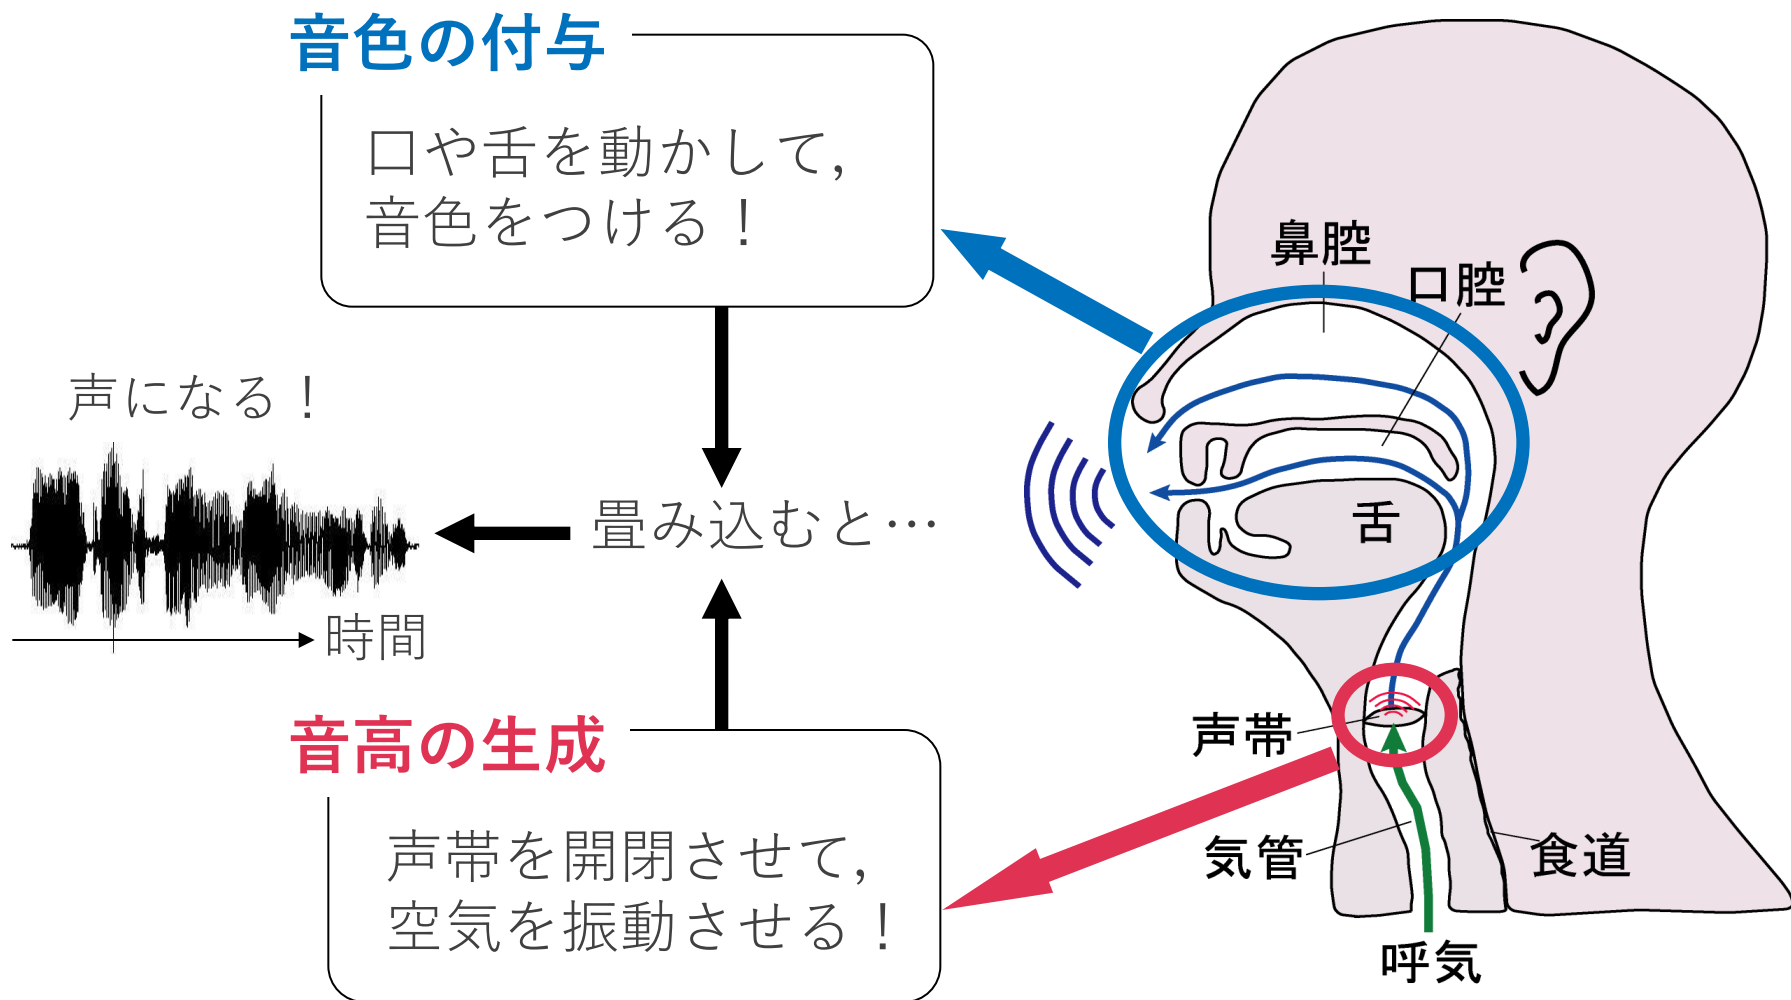 音色の付与
口や舌を動かして,
音色をつける！
声になる！
時間
畳み込むと…
音高の生成
声帯を開閉させて,
空気を振動させる！
鼻腔
口腔
舌
声帯
気管
食道
呼気